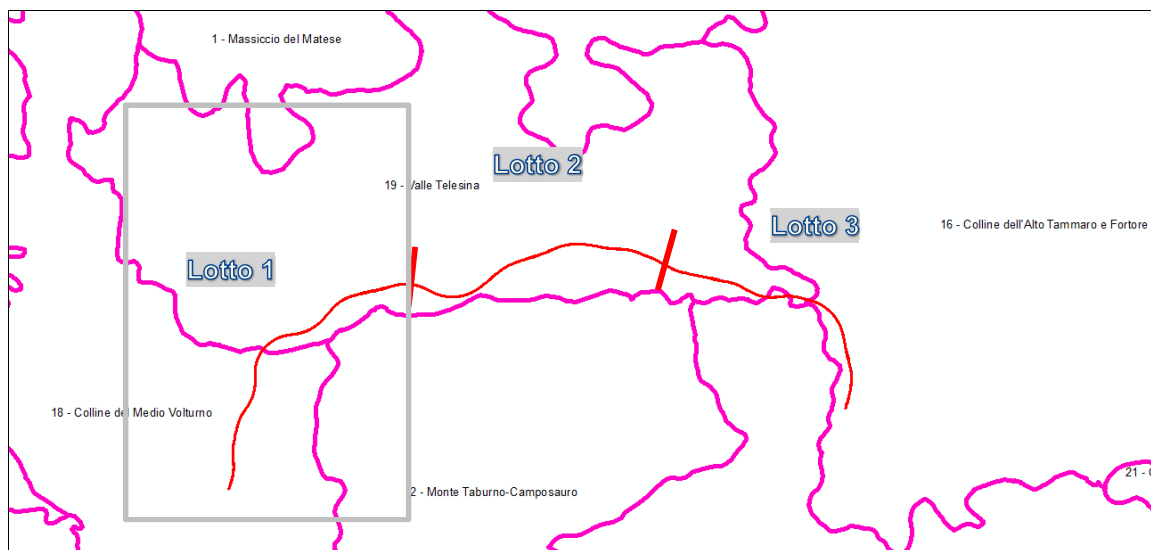 1 - Massiccio del Matese
Lotto 2
19 - Valle Telesina
Lotto 3
16 - Colline dell'Alto Tammaro e Fortore
Lotto 1
18 - Colline del Medio Volturno
21 -
2 - Monte Taburno-Camposauro